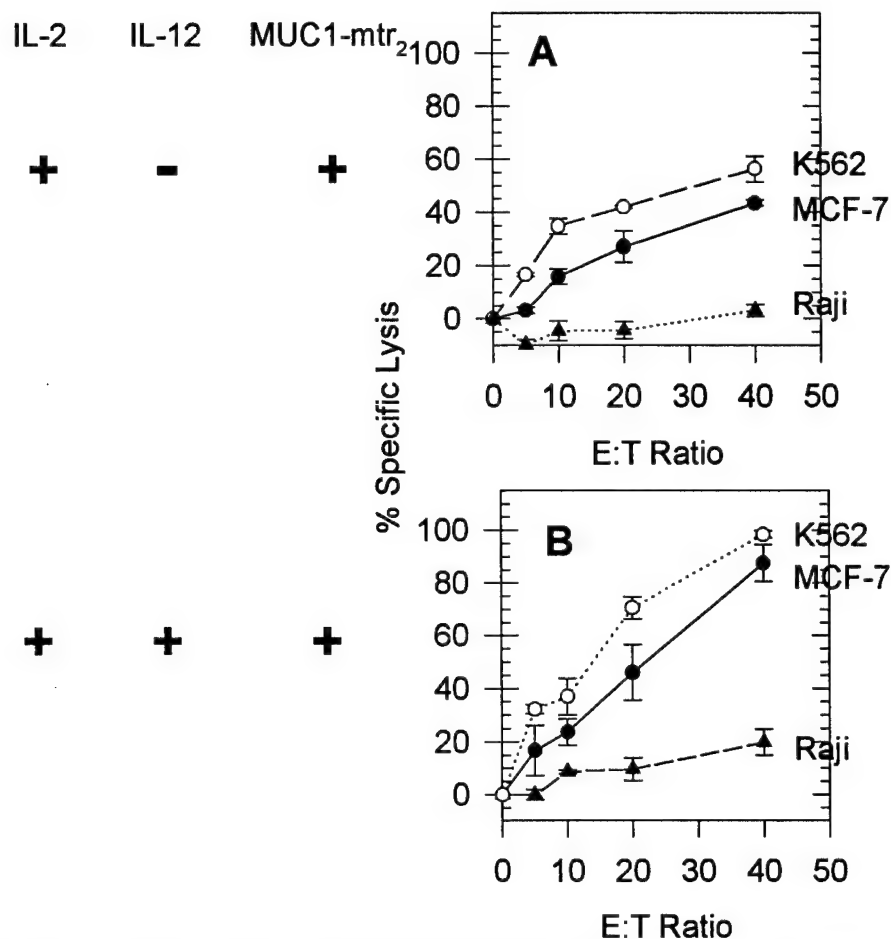 IL-2 IL-12 MUC1-mtr2
100
A
80
60
40
20
0
K562
MCF-7
Raji
+ - +
0 10 20 30 40 50
E:T Ratio
% Specific Lysis
100
B
80
60
40
20
0
K562
MCF-7
Raji
+ + +
0 10 20 30 40 50
E:T Ratio